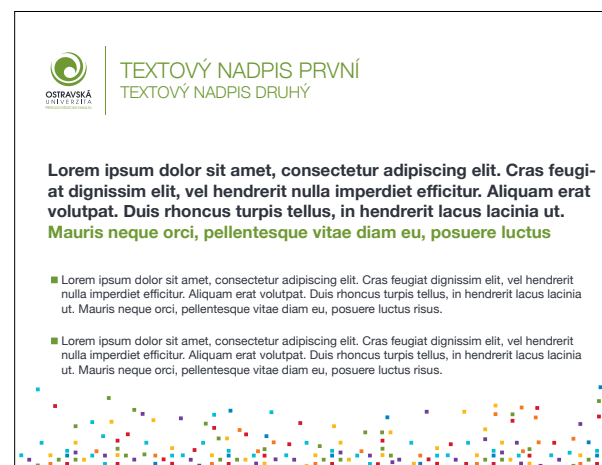 TEXTOVÝ NADPIS PRVNÍ
TEXTOVÝ NADPIS DRUHÝ
OSTRAVSKÁ
UNIVERZITA
Lorem ipsum dolor sit amet, consectetur adipiscing elit. Cras feugi-
at dignissim elit, vel hendrerit nulla imperdiet efficitur. Aliquam erat
volutpat. Duis rhoncus turpis tellus, in hendrerit lacus lacinia ut.
Mauris neque orci, pellentesque vitae diam eu, posuere luctus
Lorem ipsum dolor sit amet, consectetur adipiscing elit. Cras feugiat dignissim elit, vel hendrerit
nulla imperdiet efficitur. Aliquam erat volutpat. Duis rhoncus turpis tellus, in hendrerit lacus lacinia
ut. Mauris neque orci, pellentesque vitae diam eu, posuere luctus risus.
Lorem ipsum dolor sit amet, consectetur adipiscing elit. Cras feugiat dignissim elit, vel hendrerit
nulla imperdiet efficitur. Aliquam erat volutpat. Duis rhoncus turpis tellus, in hendrerit lacus lacinia
ut. Mauris neque orci, pellentesque vitae diam eu, posuere luctus risus.